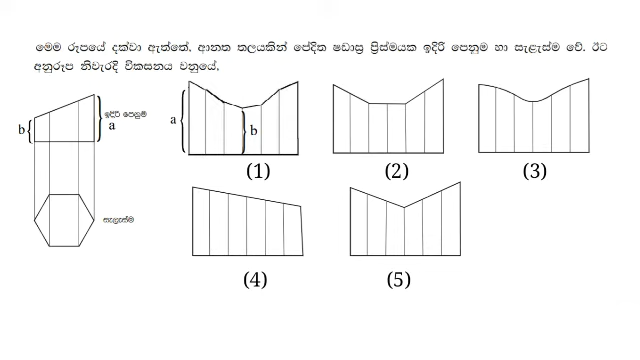 මෙම රූපයේ දක්වා ඇත්තේ, ආනත තලයකින් ඡේදිත ෂඩාස්‍ර ප්‍රිස්මයක ඉදිරි පෙනුම හා සැළැස්ම වේ. ඊට
අනුරූප නිවැරදි විකසනය වනුයේ,
b
ඉදිරි පෙනුම
a
සැලැස්ම
a
b
(1)
(2)
(3)
(4)
(5)